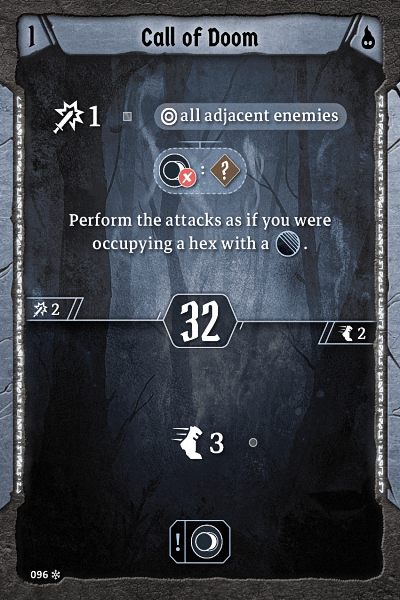 1
Call of Doom
1
all adjacent enemies
: ?
Perform the attacks as if you were
occupying a hex with a .
2
32
2
3
!
096